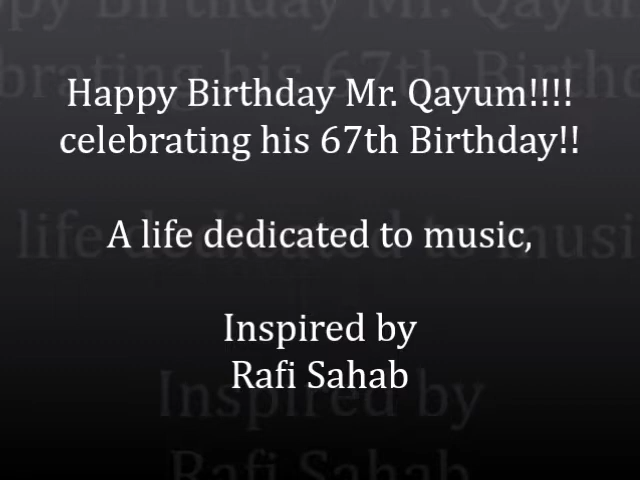 Happy Birthday Mr. Qayum!!!!
celebrating his 67th Birthday!!
A life dedicated to music,
Inspired by
Rafi Sahab